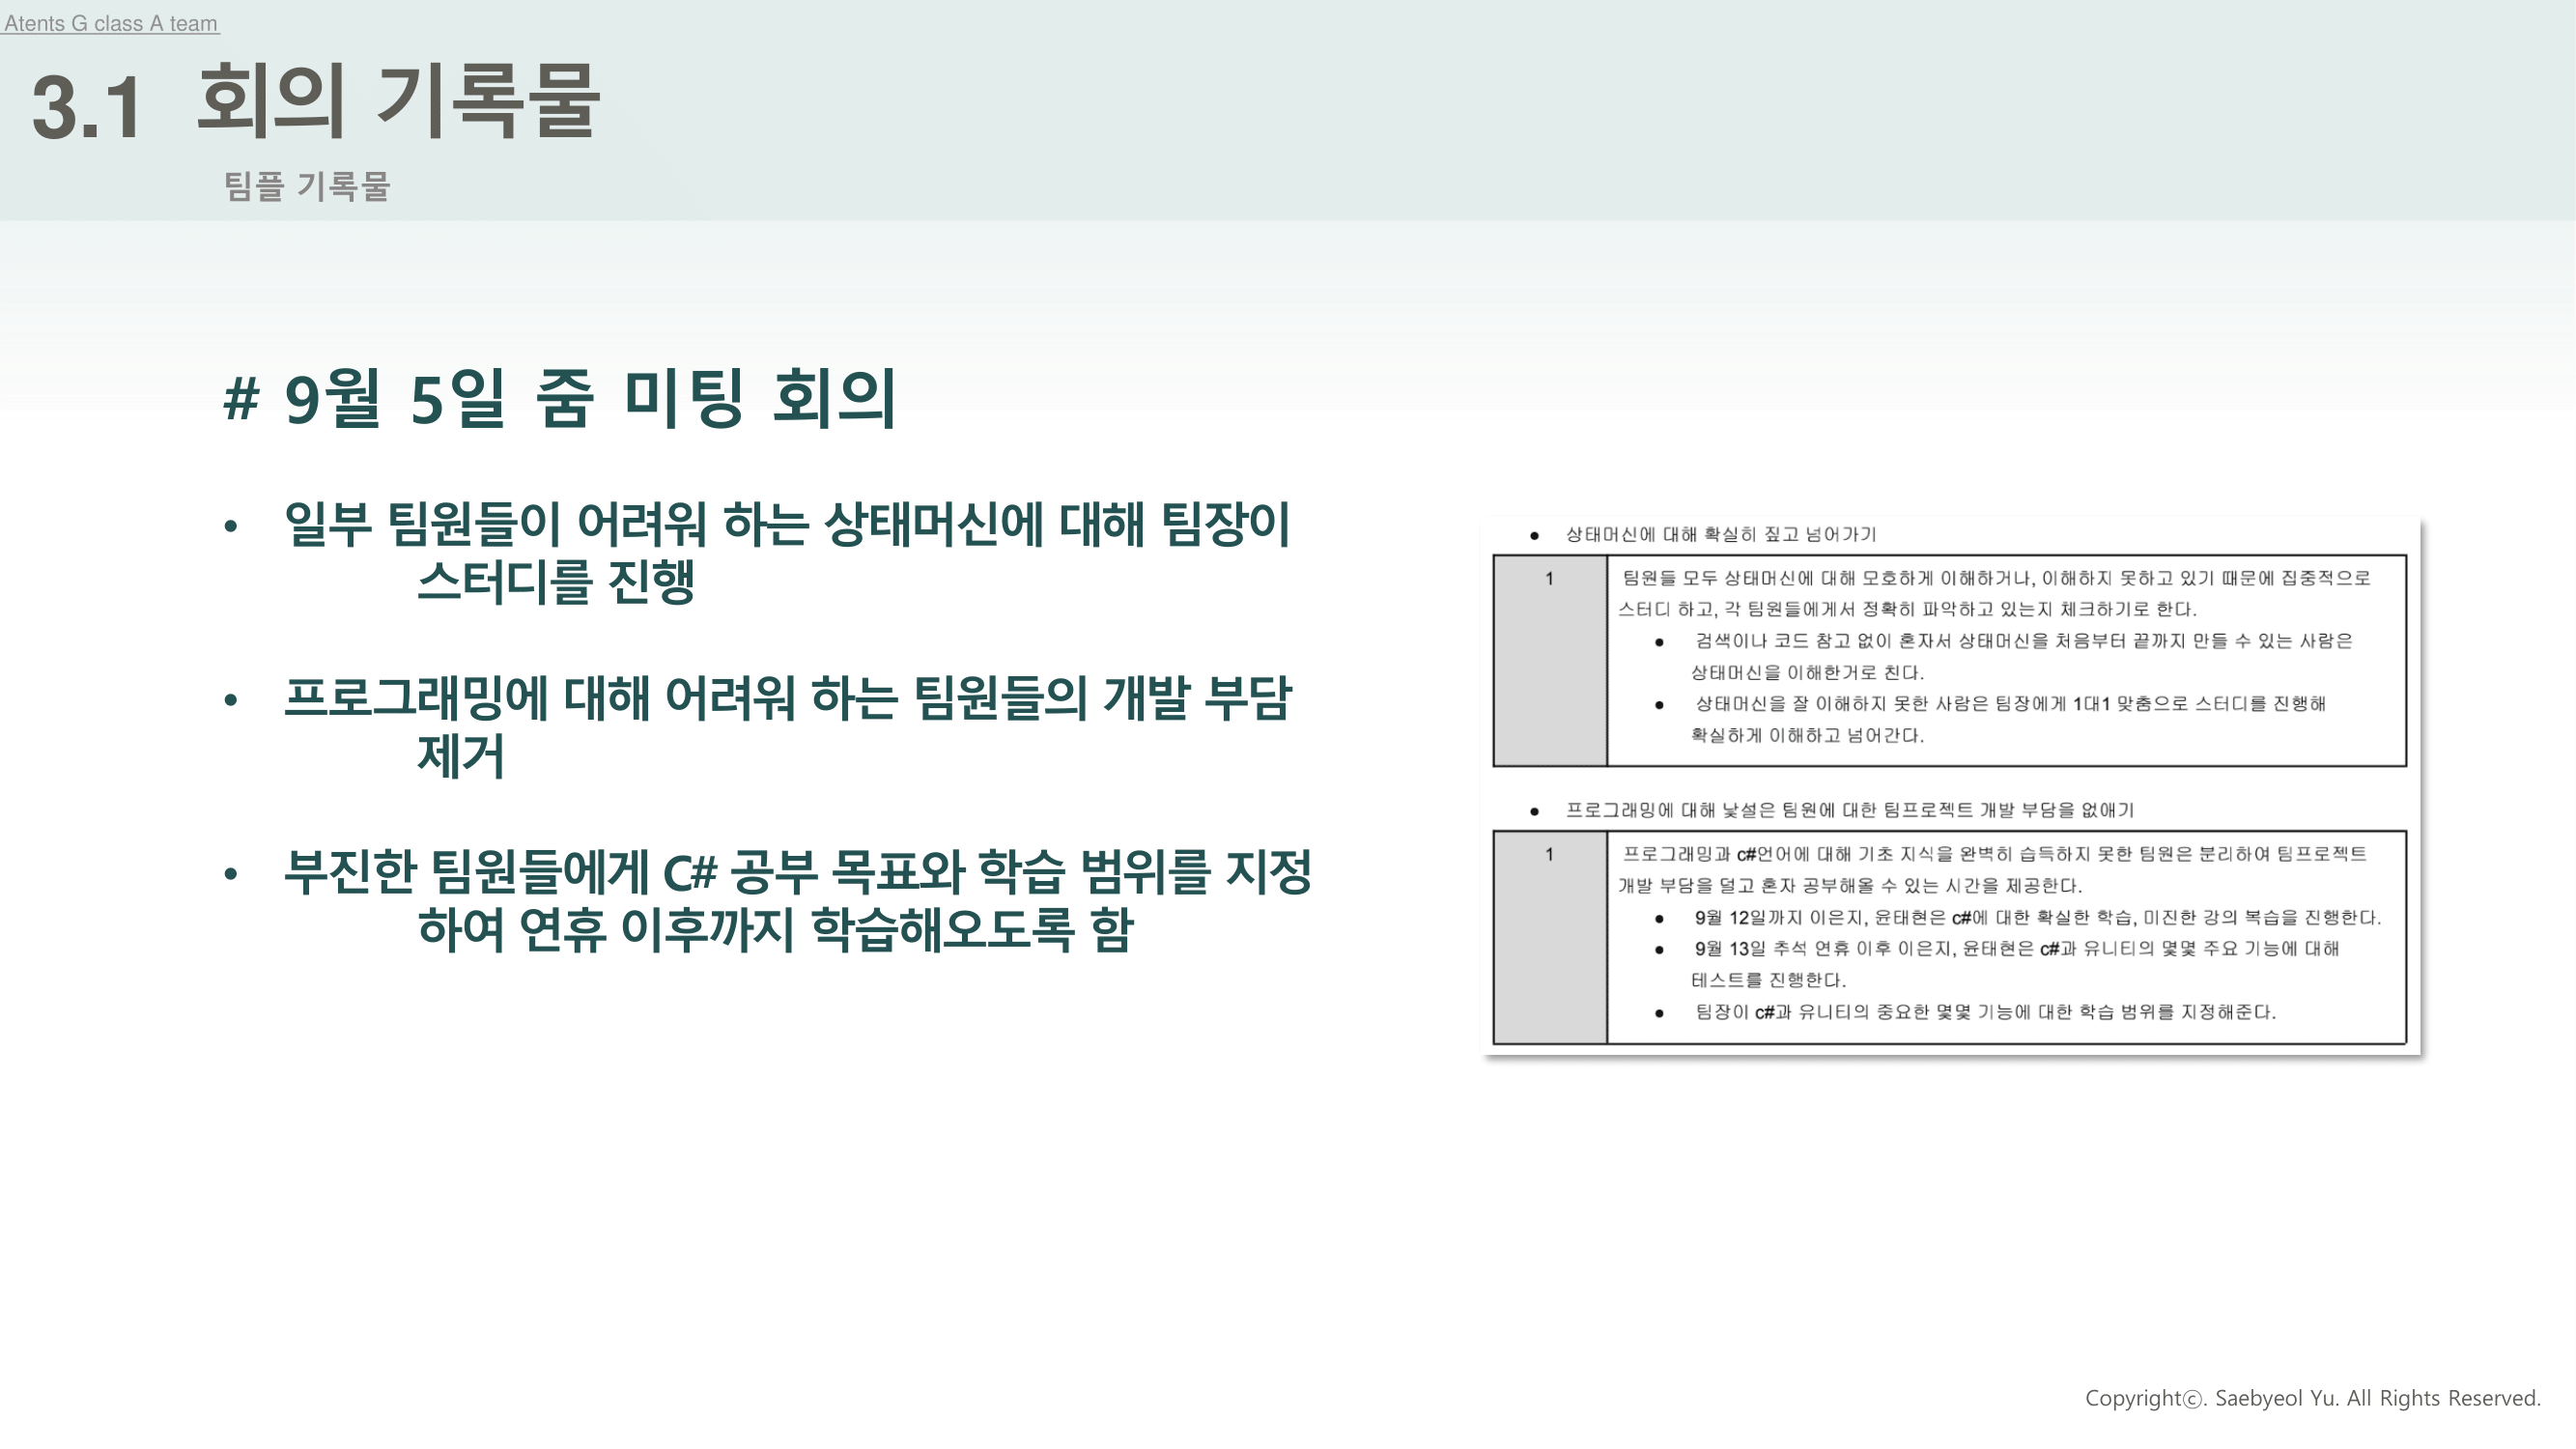 Atents G class A team
3.1 회의 기록물
팀플 기록물
# 9월 5일 줌 미팅 회의
• 일부 팀원들이 어려워 하는 상태머신에 대해 팀장이
스터디를 진행
• 프로그래밍에 대해 어려워 하는 팀원들의 개발 부담
제거
• 부진한 팀원들에게 C# 공부 목표와 학습 범위를 지정
하여 연휴 이후까지 학습해오도록 함
● 상태머신에 대해 확실히 짚고 넘어가기
1 팀원들 모두 상태머신에 대해 모호하게 이해하거나, 이해하지 못하고 있기 때문에 집중적으로
스터디 하고, 각 팀원들에게서 정확히 파악하고 있는지 체크하기로 한다.
● 검색이나 코드 참고 없이 혼자서 상태머신을 처음부터 끝까지 만들 수 있는 사람은
상태머신을 이해한거로 친다.
● 상태머신을 잘 이해하지 못한 사람은 팀장에게 1대1 맞춤으로 스터디를 진행해
확실하게 이해하고 넘어간다.
● 프로그래밍에 대해 낯설은 팀원에 대한 팀프로젝트 개발 부담을 없애기
1 프로그래밍과 c#언어에 대해 기초 지식을 완벽히 습득하지 못한 팀원은 분리하여 팀프로젝트
개발 부담을 덜고 혼자 공부해올 수 있는 시간을 제공한다.
● 9월 12일까지 이은지, 윤태현은 c#에 대한 확실한 학습, 미진한 강의 복습을 진행한다.
● 9월 13일 추석 연휴 이후 이은지, 윤태현은 c#과 유니티의 몇몇 주요 기능에 대해
테스트를 진행한다.
● 팀장이 c#과 유니티의 중요한 몇몇 기능에 대한 학습 범위를 지정해준다.
Copyrightⓒ. Saebyeol Yu. All Rights Reserved.